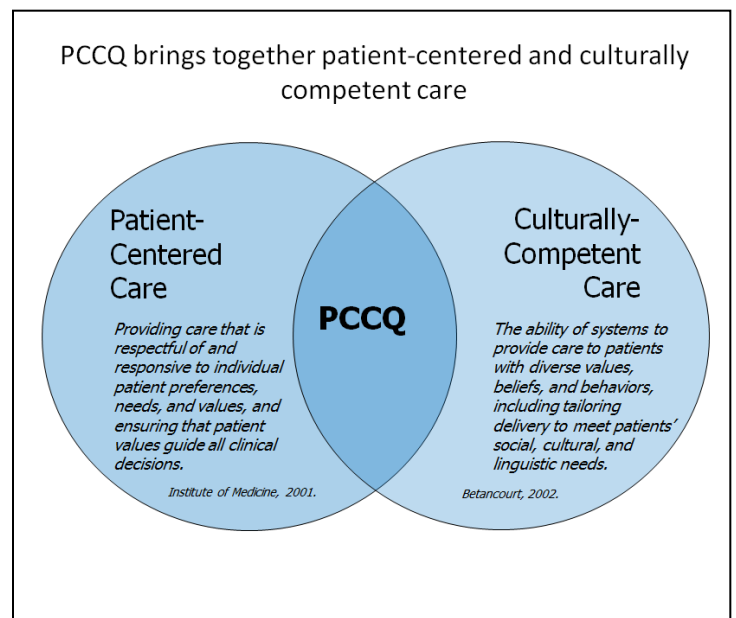 PCCQ brings together patient-centered and culturally
competent care
Patient-
Centered
Care
Providing care that is
respectful of and
responsive to individual
patient preferences,
needs, and values, and
ensuring that patient
values guide all clinical
decisions.
Institute of Medicine, 2001.
PCCQ
Culturally-
Competent
Care
The ability of systems to
provide care to patients
with diverse values,
beliefs, and behaviors,
including tailoring
delivery to meet patients’
social, cultural, and
linguistic needs.
Betancourt, 2002.